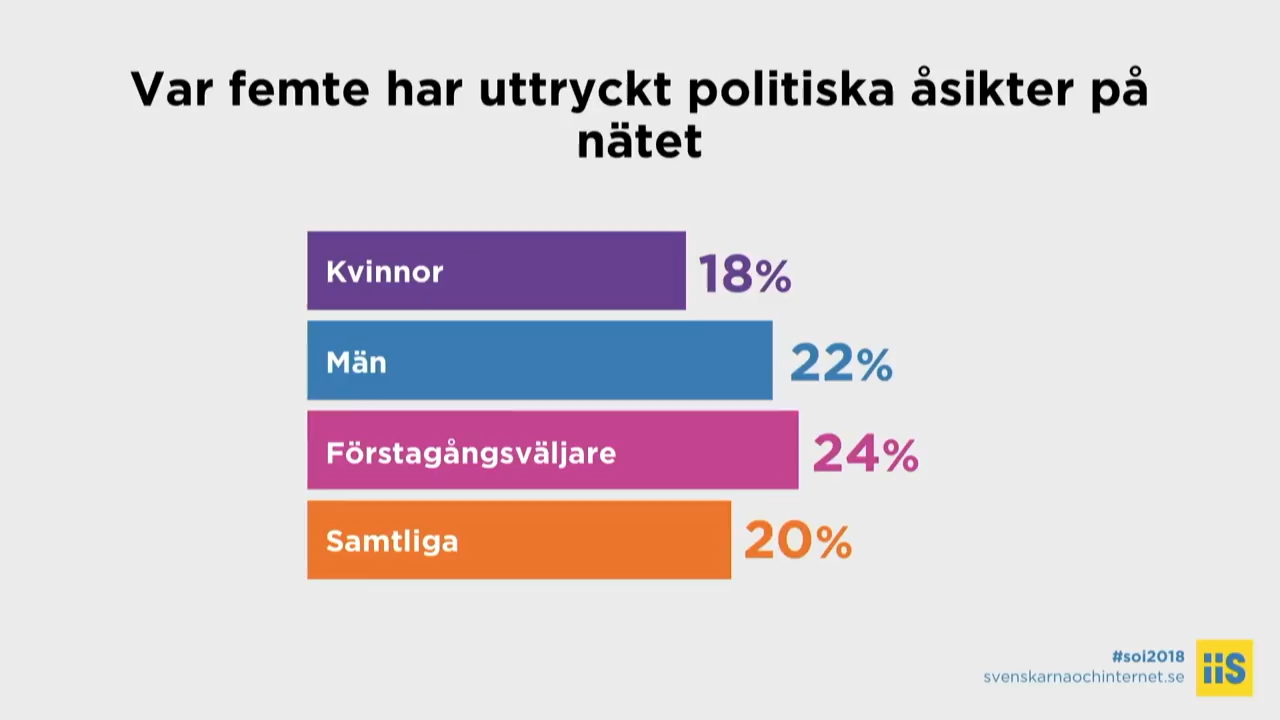 Var femte har uttryckt politiska åsikter på
nätet
Kvinnor 18%
Män 22%
Förstagångsväljare 24%
Samtliga 20%
#soi2018
svenskarnaochinternet.se
iis